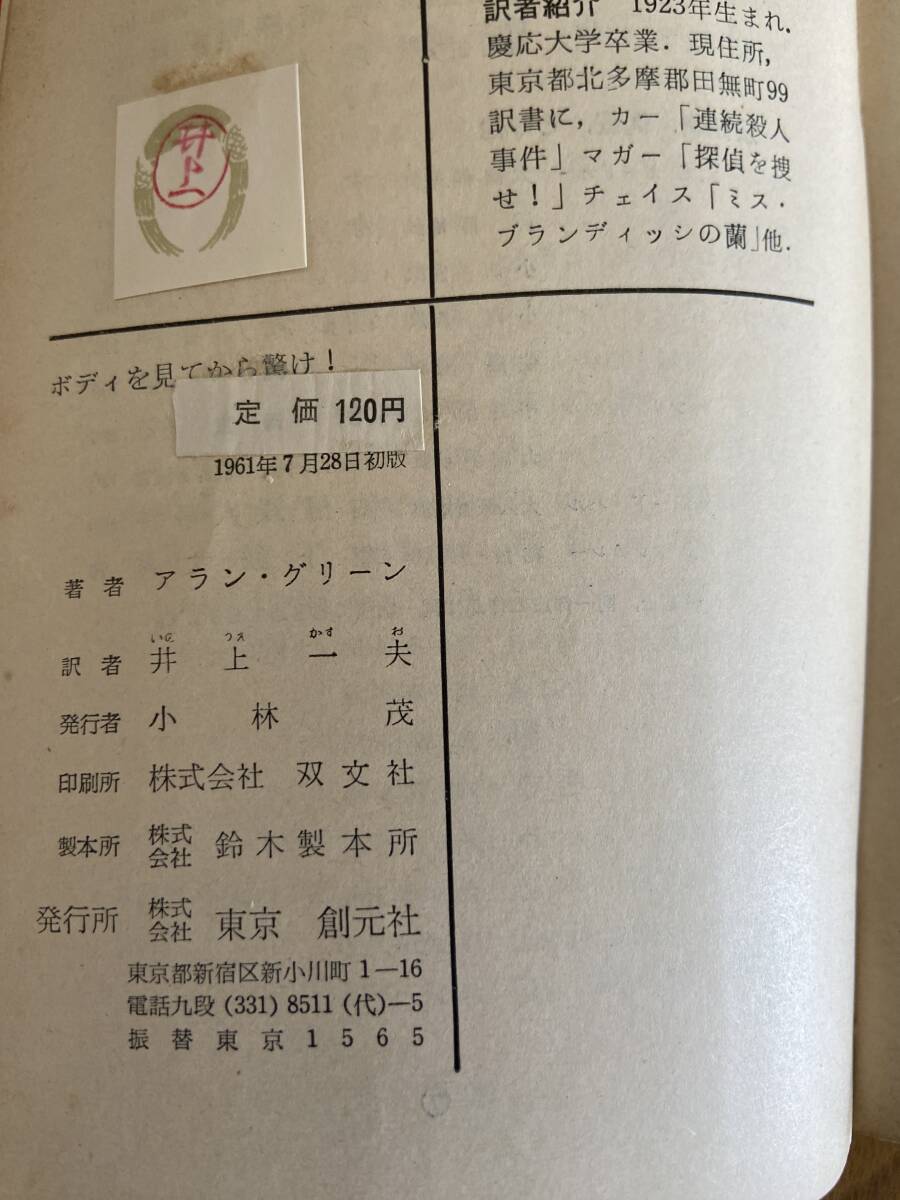 訳者紹介 1923年生まれ.
慶応大学卒業. 現住所,
東京都北多摩郡田無町99
訳書に, カー「連続殺人
事件」マガー「探偵を捜
せ!」チェイス「ミス・
ブランディッシの蘭」他.
井上
ボディを見てから驚け!
定価 120円
1961年7月28日初版
著者 アラン・グリーン
いの うえ かず お
訳者 井上一夫
発行者 小林茂
印刷所 株式会社 双文社
製本所 株式会社 鈴木製本所
発行所 株式会社 東京 創元社
東京都新宿区新小川町1—16
電話九段 (331) 8511 (代)—5
振替東京1565